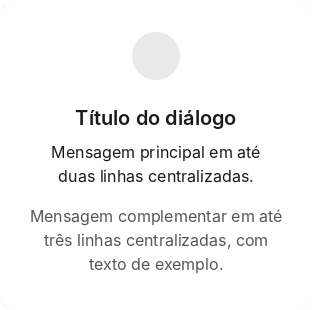 Título do diálogo
Mensagem principal em até
duas linhas centralizadas.
Mensagem complementar em até
três linhas centralizadas, com
texto de exemplo.